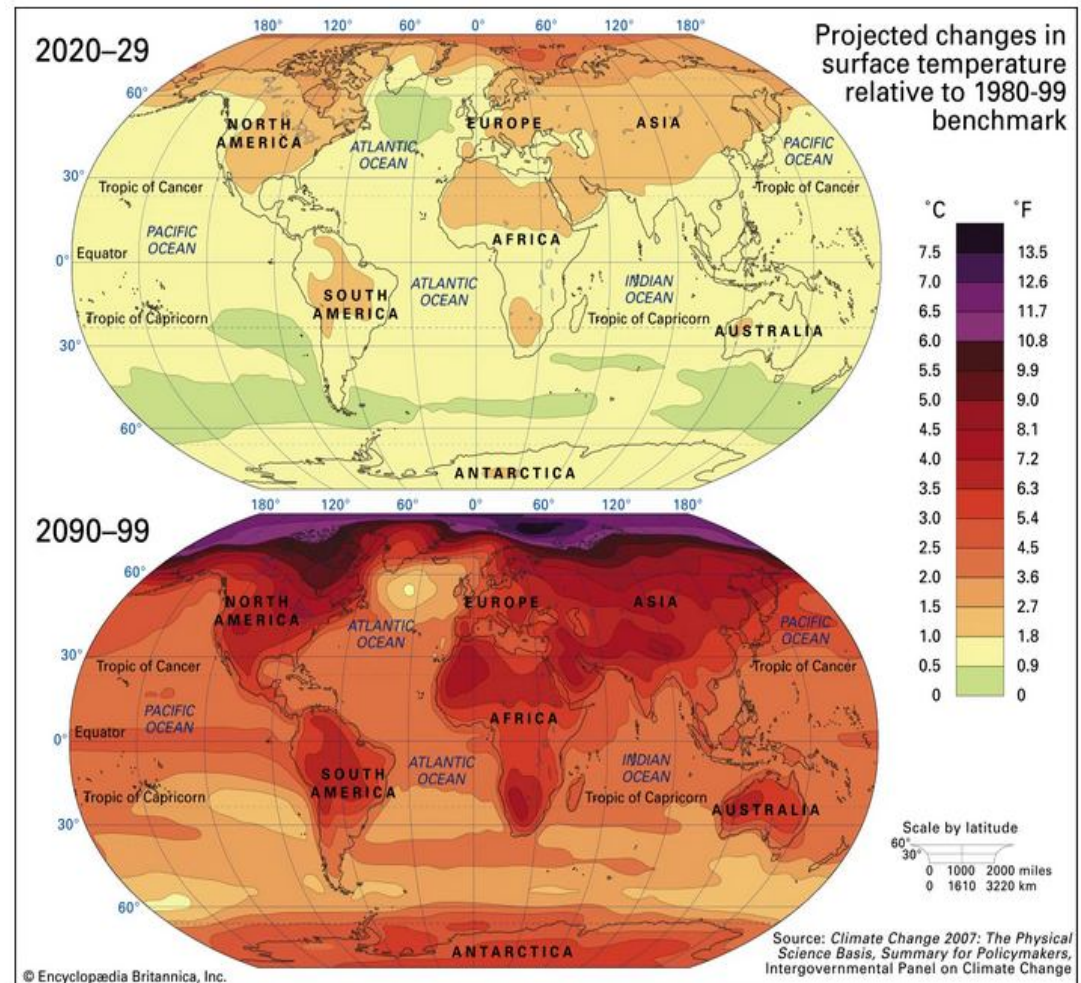 180° 120° 60° 0° 60° 120° 180°
2020–29
Projected changes in
surface temperature
relative to 1980-99
benchmark
60°
NORTH
AMERICA
EUROPE
ASIA
ATLANTIC
OCEAN
PACIFIC
OCEAN
30°
Tropic of Cancer
Tropic of Cancer
PACIFIC
OCEAN
AFRICA
Equator
0°
ATLANTIC
OCEAN
INDIAN
OCEAN
SOUTH
AMERICA
Tropic of Capricorn
Tropic of Capricorn
AUSTRALIA
30°
60°
ANTARCTICA
180° 120° 60° 0° 60° 120° 180°
2090–99
60°
NORTH
AMERICA
EUROPE
ASIA
ATLANTIC
OCEAN
PACIFIC
OCEAN
30°
Tropic of Cancer
Tropic of Cancer
PACIFIC
OCEAN
AFRICA
Equator
0°
ATLANTIC
OCEAN
INDIAN
OCEAN
SOUTH
AMERICA
Tropic of Capricorn
Tropic of Capricorn
AUSTRALIA
30°
60°
ANTARCTICA
°C °F
7.5 13.5
7.0 12.6
6.5 11.7
6.0 10.8
5.5 9.9
5.0 9.0
4.5 8.1
4.0 7.2
3.5 6.3
3.0 5.4
2.5 4.5
2.0 3.6
1.5 2.7
1.0 1.8
0.5 0.9
0 0
Scale by latitude
60°
30°
0 1000 2000 miles
0 1610 3220 km
Source: Climate Change 2007: The Physical
Science Basis, Summary for Policymakers,
Intergovernmental Panel on Climate Change
© Encyclopædia Britannica, Inc.